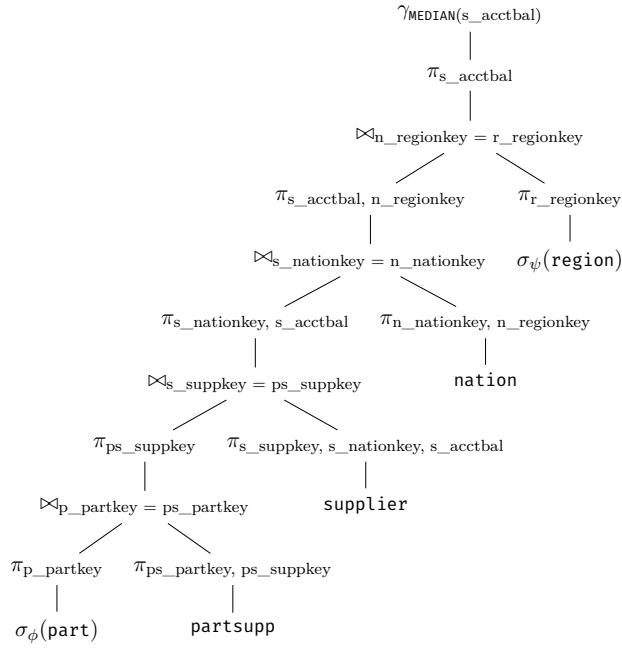 γMEDIAN(s_acctbal)
πs_acctbal
⋈n_regionkey = r_regionkey
πs_acctbal, n_regionkey πr_regionkey
⋈s_nationkey = n_nationkey σψ(region)
πs_nationkey, s_acctbal πn_nationkey, n_regionkey
⋈s_suppkey = ps_suppkey nation
πps_suppkey πs_suppkey, s_nationkey, s_acctbal
⋈p_partkey = ps_partkey supplier
πp_partkey πps_partkey, ps_suppkey
σϕ(part) partsupp